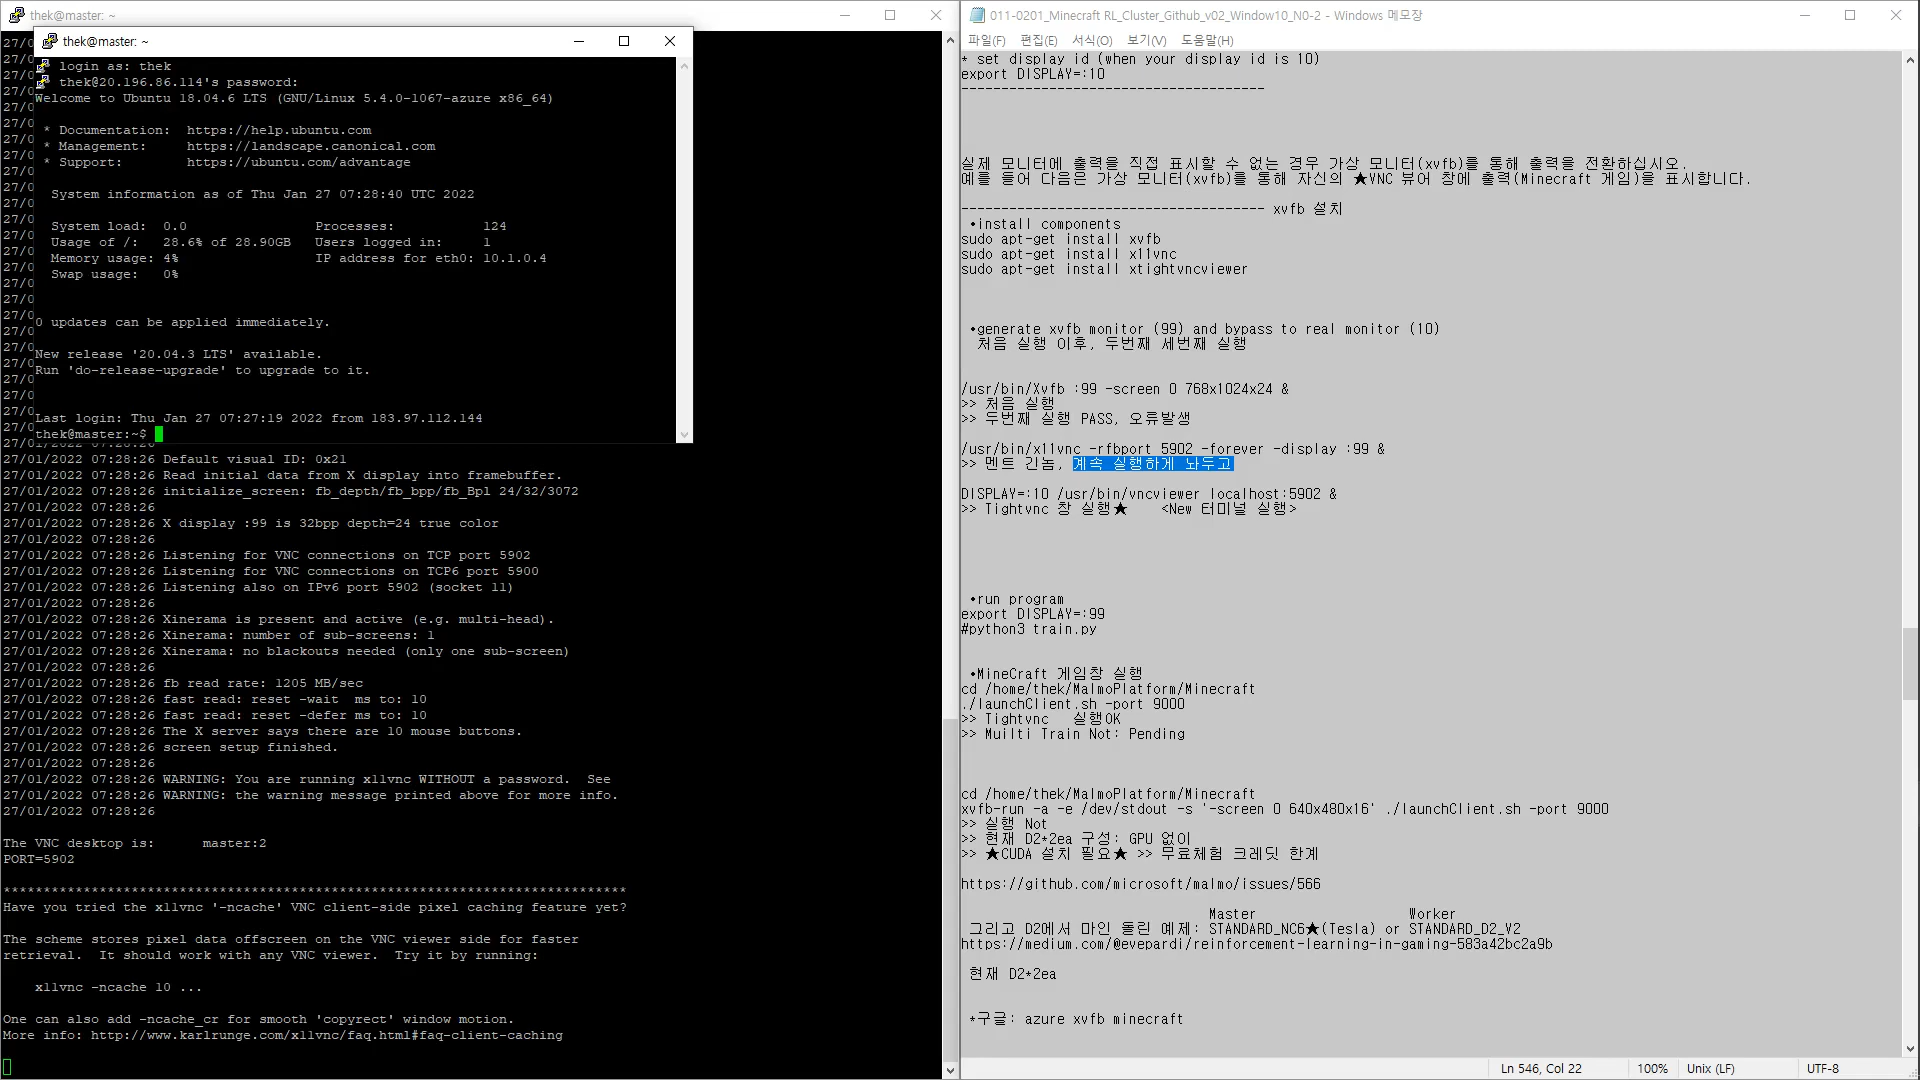 thek@master: ~
thek@master: ~
login as: thek
thek@20.196.86.114's password:
Welcome to Ubuntu 18.04.6 LTS (GNU/Linux 5.4.0-1067-azure x86_64)
* Documentation:  https://help.ubuntu.com
* Management:     https://landscape.canonical.com
* Support:        https://ubuntu.com/advantage
System information as of Thu Jan 27 07:28:40 UTC 2022
System load:  0.0               Processes:           124
Usage of /:   28.6% of 28.90GB   Users logged in:     1
Memory usage: 4%                 IP address for eth0: 10.1.0.4
Swap usage:   0%
0 updates can be applied immediately.
New release '20.04.3 LTS' available.
Run 'do-release-upgrade' to upgrade to it.
Last login: Thu Jan 27 07:27:19 2022 from 183.97.112.144
thek@master:~$
27/01/2022 07:28:26 Default visual ID: 0x21
27/01/2022 07:28:26 Read initial data from X display into framebuffer.
27/01/2022 07:28:26 initialize_screen: fb_depth/fb_bpp/fb_Bpl 24/32/3072
27/01/2022 07:28:26
27/01/2022 07:28:26 X display :99 is 32bpp depth=24 true color
27/01/2022 07:28:26
27/01/2022 07:28:26 Listening for VNC connections on TCP port 5902
27/01/2022 07:28:26 Listening for VNC connections on TCP6 port 5900
27/01/2022 07:28:26 Listening also on IPv6 port 5902 (socket 11)
27/01/2022 07:28:26
27/01/2022 07:28:26 Xinerama is present and active (e.g. multi-head).
27/01/2022 07:28:26 Xinerama: number of sub-screens: 1
27/01/2022 07:28:26 Xinerama: no blackouts needed (only one sub-screen)
27/01/2022 07:28:26
27/01/2022 07:28:26 fb read rate: 1205 MB/sec
27/01/2022 07:28:26 fast read: reset -wait  ms to: 10
27/01/2022 07:28:26 fast read: reset -defer ms to: 10
27/01/2022 07:28:26 The X server says there are 10 mouse buttons.
27/01/2022 07:28:26 screen setup finished.
27/01/2022 07:28:26
27/01/2022 07:28:26 WARNING: You are running x11vnc WITHOUT a password.  See
27/01/2022 07:28:26 WARNING: the warning message printed above for more info.
27/01/2022 07:28:26
The VNC desktop is:      master:2
PORT=5902
******************************************************************************
Have you tried the x11vnc '-ncache' VNC client-side pixel caching feature yet?
The scheme stores pixel data offscreen on the VNC viewer side for faster
retrieval.  It should work with any VNC viewer.  Try it by running:
x11vnc -ncache 10 ...
One can also add -ncache_cr for smooth 'copyrect' window motion.
More info: http://www.karlrunge.com/x11vnc/faq.html#faq-client-caching
011-0201_Minecraft RL_Cluster_Github_v02_Window10_N0-2 - Windows 메모장
파일(F) 편집(E) 서식(O) 보기(V) 도움말(H)
* set display id (when your display id is 10)
export DISPLAY=:10
--------------------------------------
실제 모니터에 출력을 직접 표시할 수 없는 경우 가상 모니터(xvfb)를 통해 출력을 전환하십시오.
예를 들어 다음은 가상 모니터(xvfb)를 통해 자신의 ★VNC 뷰어 창에 출력(Minecraft 게임)을 표시합니다.
-------------------------------------- xvfb 설치
•install components
sudo apt-get install xvfb
sudo apt-get install x11vnc
sudo apt-get install xtightvncviewer
•generate xvfb monitor (99) and bypass to real monitor (10)
처음 실행 이후, 두번째 세번째 실행
/usr/bin/Xvfb :99 -screen 0 768x1024x24 &
>> 처음 실행
>> 두번째 실행 PASS, 오류발생
/usr/bin/x11vnc -rfbport 5902 -forever -display :99 &
>> 멘트 긴놈, 계속 실행하게 놔두고
DISPLAY=:10 /usr/bin/vncviewer localhost:5902 &
>> Tightvnc 창 실행★    <New 터미널 실행>
•run program
export DISPLAY=:99
#python3 train.py
•MineCraft 게임창 실행
cd /home/thek/MalmoPlatform/Minecraft
./launchClient.sh -port 9000
>> Tightvnc   실행OK
>> Muilti Train Not: Pending
cd /home/thek/MalmoPlatform/Minecraft
xvfb-run -a -e /dev/stdout -s '-screen 0 640x480x16' ./launchClient.sh -port 9000
>> 실행 Not
>> 현재 D2*2ea 구성: GPU 없이
>> ★CUDA 설치 필요★ >> 무료체험 크레딧 한계
https://github.com/microsoft/malmo/issues/566
Master                   Worker
그리고 D2에서 마인 돌린 예제: STANDARD_NC6★(Tesla) or STANDARD_D2_V2
https://medium.com/@evepardi/reinforcement-learning-in-gaming-583a42bc2a9b
현재 D2*2ea
*구글: azure xvfb minecraft
Ln 546, Col 22 100% Unix (LF) UTF-8